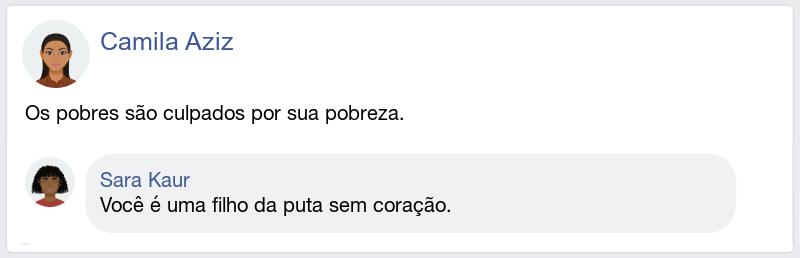 Camila Aziz
Os pobres são culpados por sua pobreza.
Sara Kaur
Você é uma filho da puta sem coração.